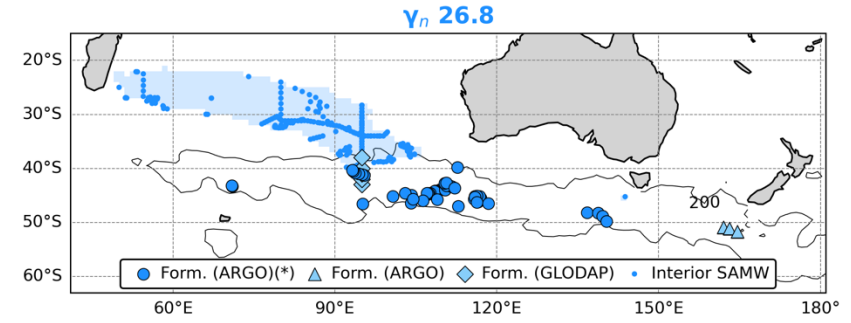 γn 26.8
20°S
30°S
40°S
50°S
60°S
200
Form. (ARGO)(*) Form. (ARGO) Form. (GLODAP) Interior SAMW
60°E 90°E 120°E 150°E 180°